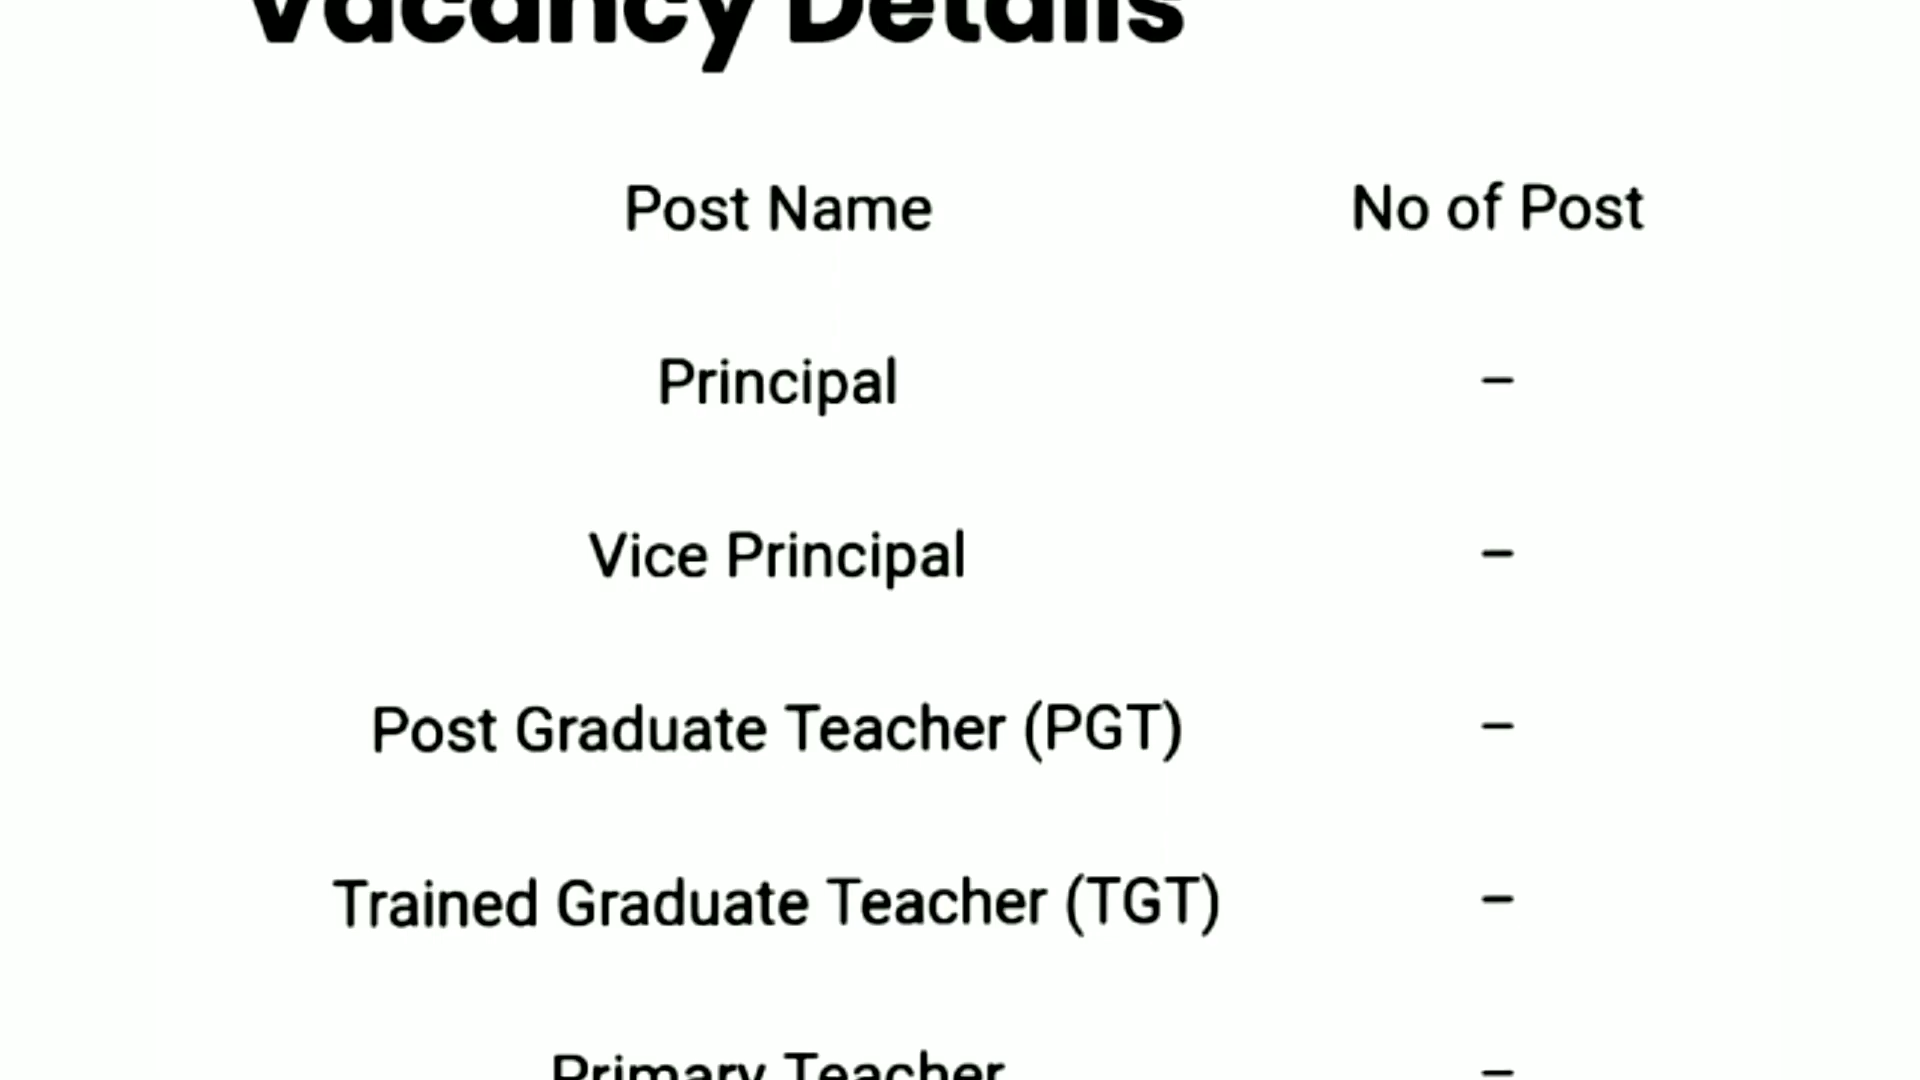 Vacancy Details
Post Name No of Post
Principal –
Vice Principal –
Post Graduate Teacher (PGT) –
Trained Graduate Teacher (TGT) –
Primary Teacher –